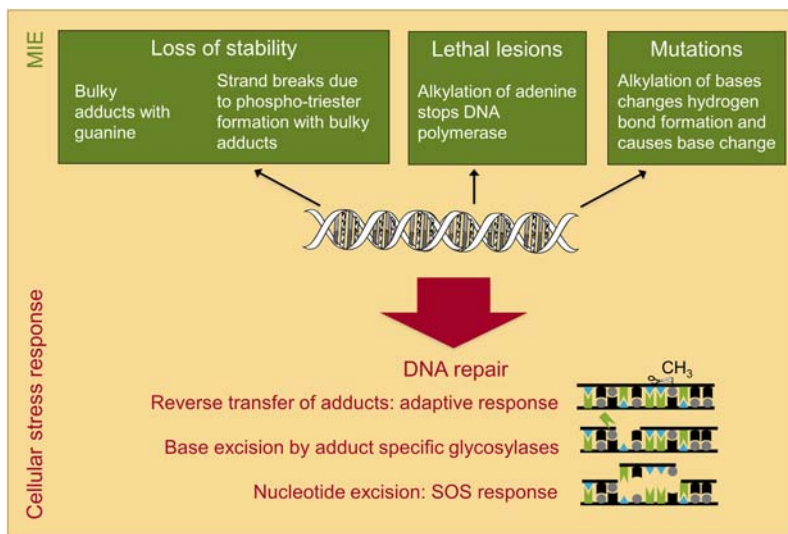 MIE
Loss of stability
Bulky
adducts with
guanine
Strand breaks due
to phospho-triester
formation with bulky
adducts
Lethal lesions
Alkylation of adenine
stops DNA
polymerase
Mutations
Alkylation of bases
changes hydrogen
bond formation and
causes base change
Cellular stress response
DNA repair
CH₃
Reverse transfer of adducts: adaptive response
Base excision by adduct specific glycosylases
Nucleotide excision: SOS response